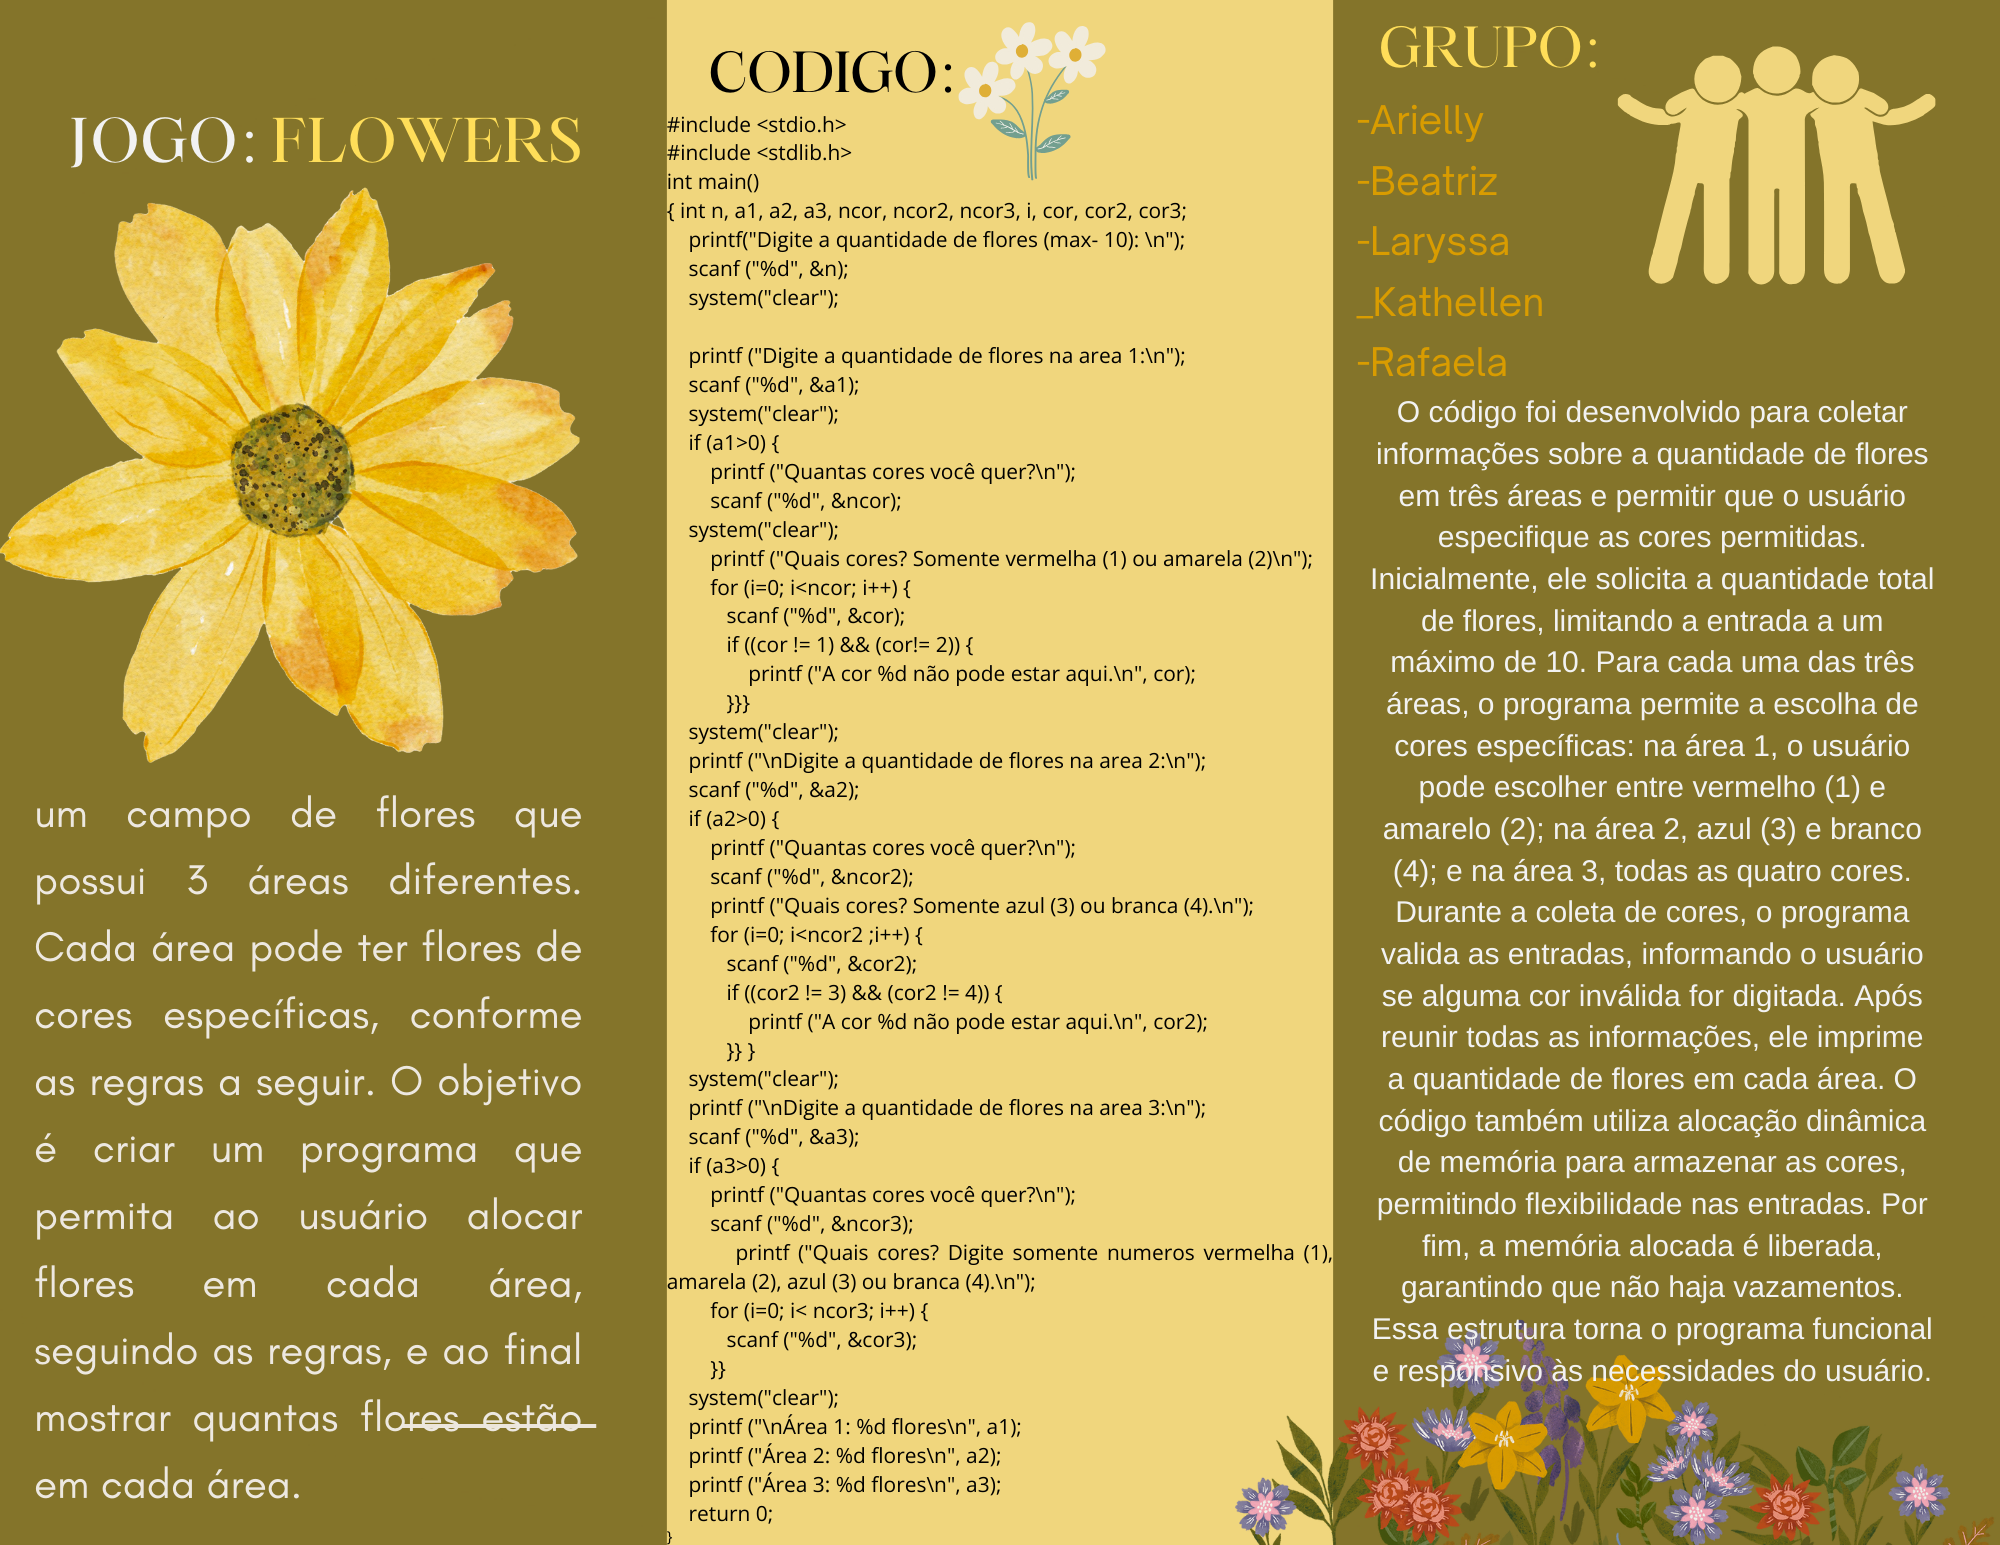 JOGO: FLOWERS
um campo de flores que
possui 3 áreas diferentes.
Cada área pode ter flores de
cores específicas, conforme
as regras a seguir. O objetivo
é criar um programa que
permita ao usuário alocar
flores em cada área,
seguindo as regras, e ao final
mostrar quantas flores estão
em cada área.
CODIGO:
#include <stdio.h>
#include <stdlib.h>
int main()
{ int n, a1, a2, a3, ncor, ncor2, ncor3, i, cor, cor2, cor3;
printf("Digite a quantidade de flores (max- 10): \n");
scanf ("%d", &n);
system("clear");
printf ("Digite a quantidade de flores na area 1:\n");
scanf ("%d", &a1);
system("clear");
if (a1>0) {
printf ("Quantas cores você quer?\n");
scanf ("%d", &ncor);
system("clear");
printf ("Quais cores? Somente vermelha (1) ou amarela (2)\n");
for (i=0; i<ncor; i++) {
scanf ("%d", &cor);
if ((cor != 1) && (cor!= 2)) {
printf ("A cor %d não pode estar aqui.\n", cor);
}}}
system("clear");
printf ("\nDigite a quantidade de flores na area 2:\n");
scanf ("%d", &a2);
if (a2>0) {
printf ("Quantas cores você quer?\n");
scanf ("%d", &ncor2);
printf ("Quais cores? Somente azul (3) ou branca (4).\n");
for (i=0; i<ncor2 ;i++) {
scanf ("%d", &cor2);
if ((cor2 != 3) && (cor2 != 4)) {
printf ("A cor %d não pode estar aqui.\n", cor2);
}} }
system("clear");
printf ("\nDigite a quantidade de flores na area 3:\n");
scanf ("%d", &a3);
if (a3>0) {
printf ("Quantas cores você quer?\n");
scanf ("%d", &ncor3);
printf ("Quais cores? Digite somente numeros vermelha (1),
amarela (2), azul (3) ou branca (4).\n");
for (i=0; i< ncor3; i++) {
scanf ("%d", &cor3);
}}
system("clear");
printf ("\nÁrea 1: %d flores\n", a1);
printf ("Área 2: %d flores\n", a2);
printf ("Área 3: %d flores\n", a3);
return 0;
}
GRUPO:
-Arielly
-Beatriz
-Laryssa
_Kathellen
-Rafaela
O código foi desenvolvido para coletar
informações sobre a quantidade de flores
em três áreas e permitir que o usuário
especifique as cores permitidas.
Inicialmente, ele solicita a quantidade total
de flores, limitando a entrada a um
máximo de 10. Para cada uma das três
áreas, o programa permite a escolha de
cores específicas: na área 1, o usuário
pode escolher entre vermelho (1) e
amarelo (2); na área 2, azul (3) e branco
(4); e na área 3, todas as quatro cores.
Durante a coleta de cores, o programa
valida as entradas, informando o usuário
se alguma cor inválida for digitada. Após
reunir todas as informações, ele imprime
a quantidade de flores em cada área. O
código também utiliza alocação dinâmica
de memória para armazenar as cores,
permitindo flexibilidade nas entradas. Por
fim, a memória alocada é liberada,
garantindo que não haja vazamentos.
Essa estrutura torna o programa funcional
e responsivo às necessidades do usuário.